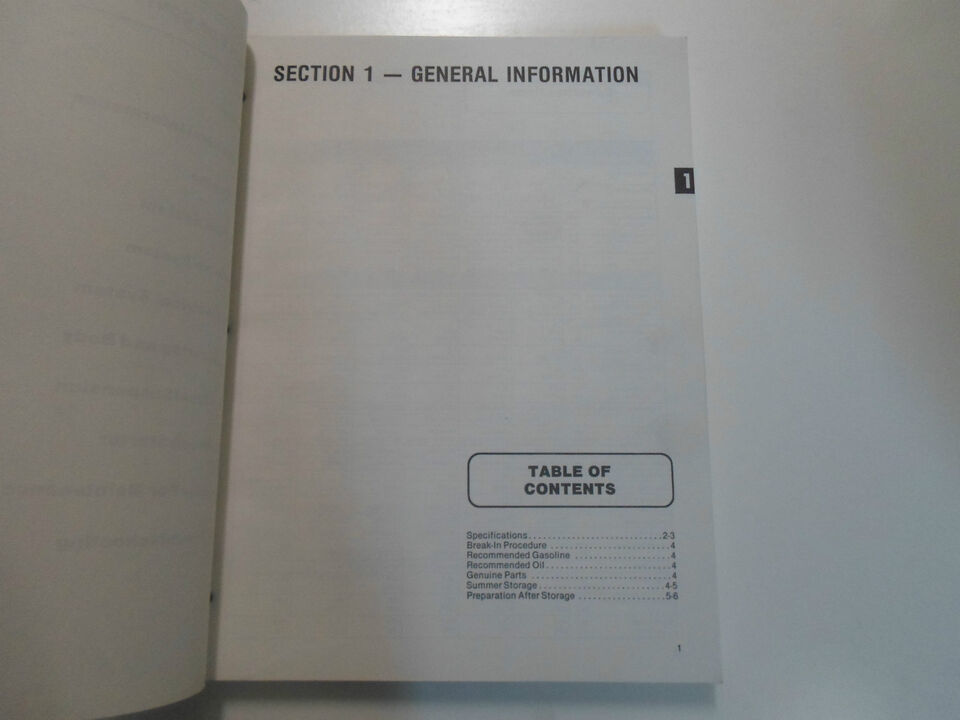 SECTION 1 — GENERAL INFORMATION
1
TABLE OF
CONTENTS
Specifications............................2-3
Break-In Procedure .........................4
Recommended Gasoline .....................4
Recommended Oil..........................4
Genuine Parts .............................4
Summer Storage..........................4-5
Preparation After Storage ..................5-6
1